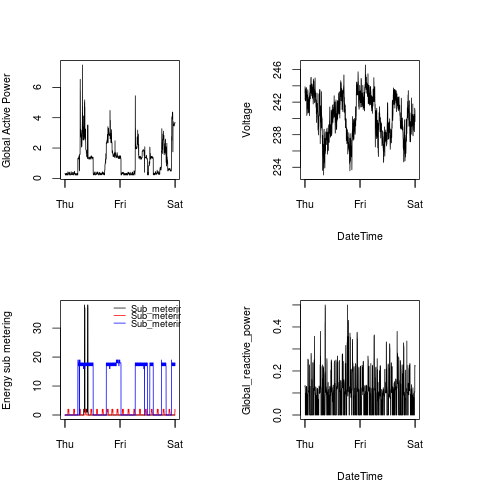 Global Active Power
6
4
2
0
Thu Fri Sat
Voltage
246
242
238
234
Thu Fri Sat
DateTime
Energy sub metering
30
20
10
0
Sub_meterir
Sub_meterir
Sub_meterir
Thu Fri Sat
Global_reactive_power
0.4
0.2
0.0
Thu Fri Sat
DateTime